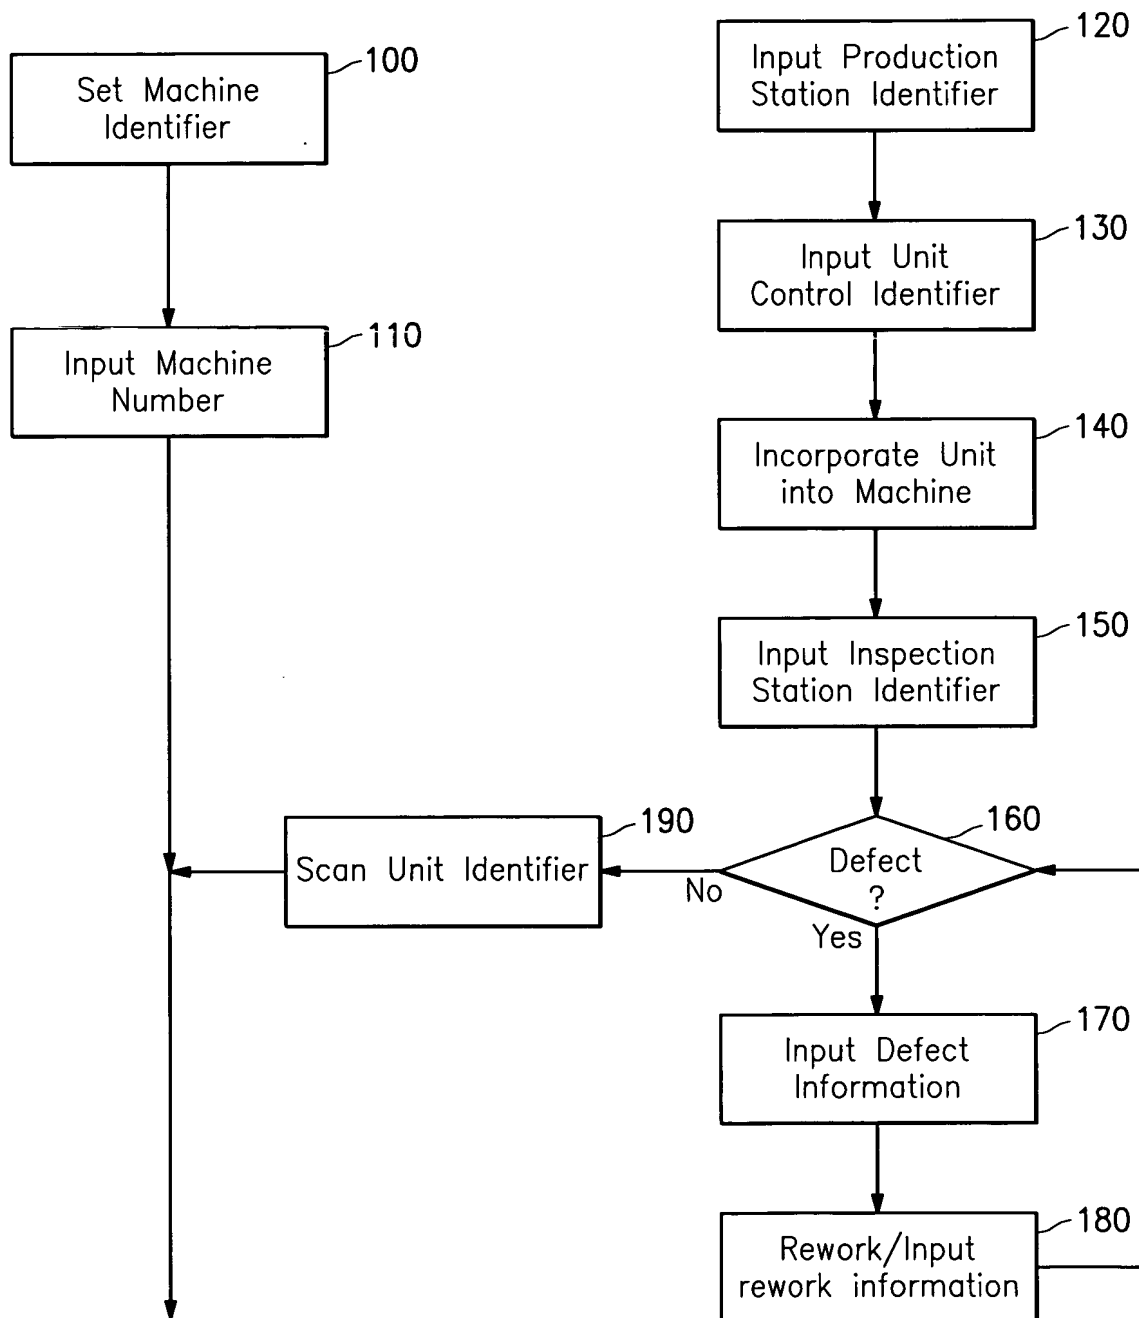 100
Set Machine
Identifier
110
Input Machine
Number
120
Input Production
Station Identifier
130
Input Unit
Control Identifier
140
Incorporate Unit
into Machine
150
Input Inspection
Station Identifier
160
Defect
?
No
Yes
190
Scan Unit Identifier
170
Input Defect
Information
180
Rework/Input
rework information